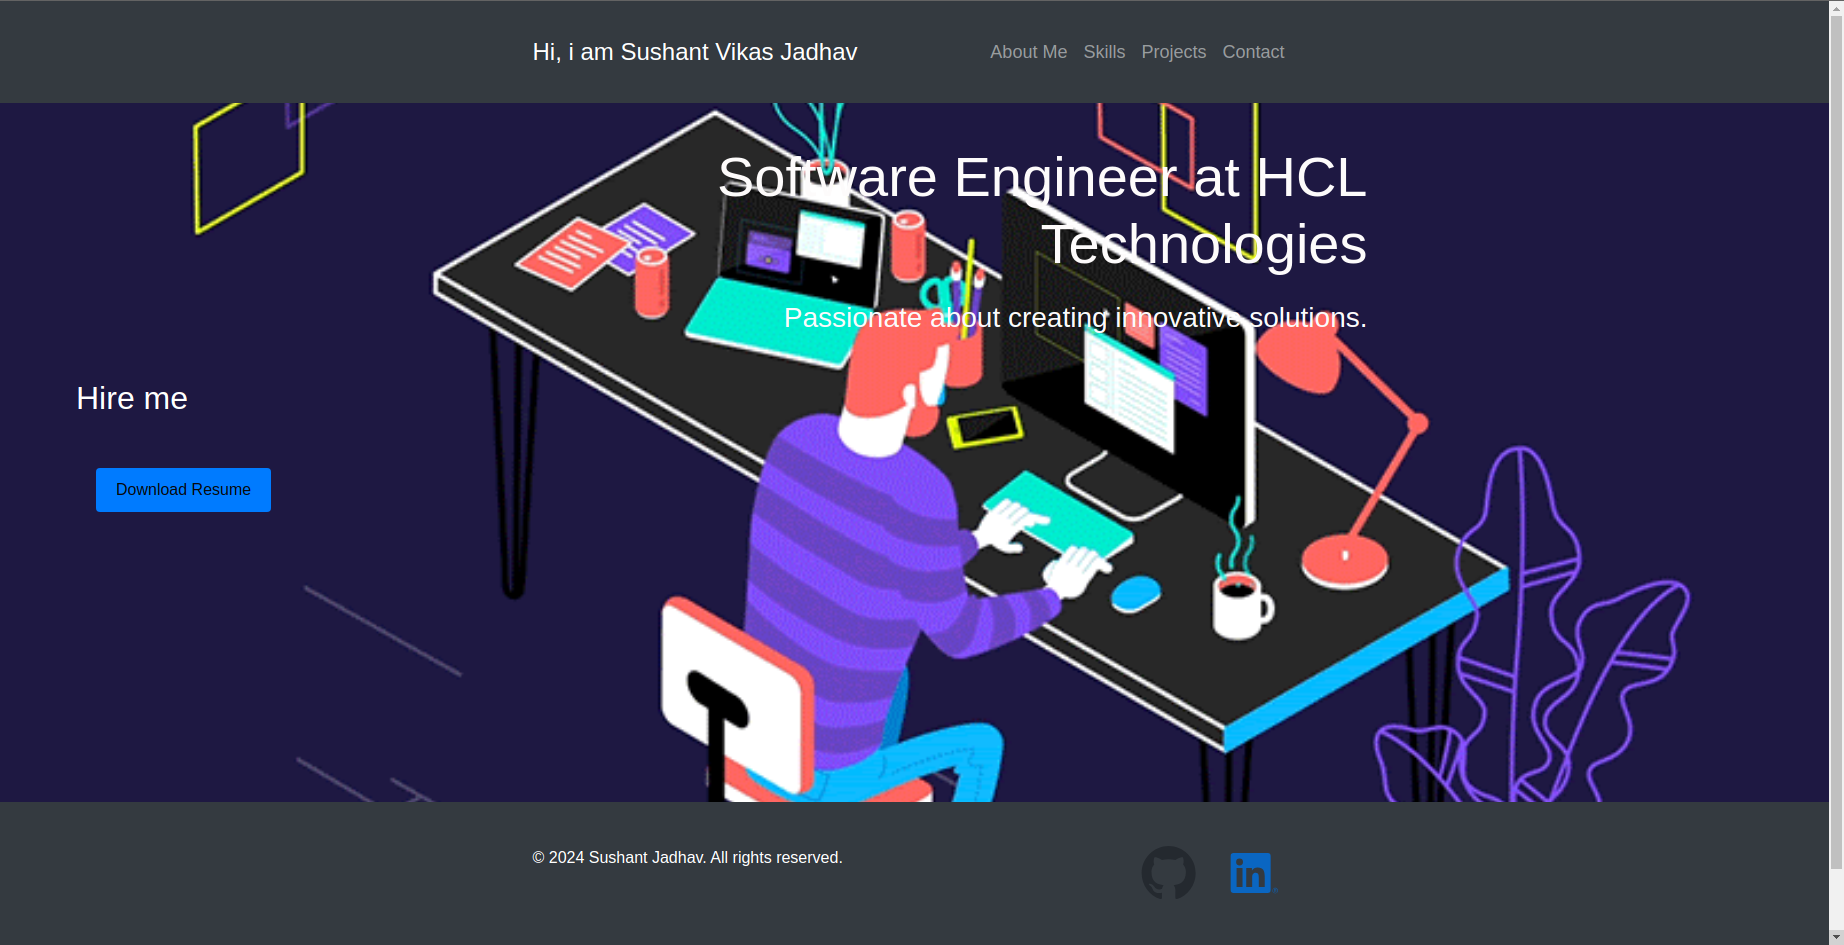 Hi, i am Sushant Vikas Jadhav
About Me Skills Projects Contact
Software Engineer at HCL
Technologies
Passionate about creating innovative solutions.
Hire me
Download Resume
© 2024 Sushant Jadhav. All rights reserved.
in